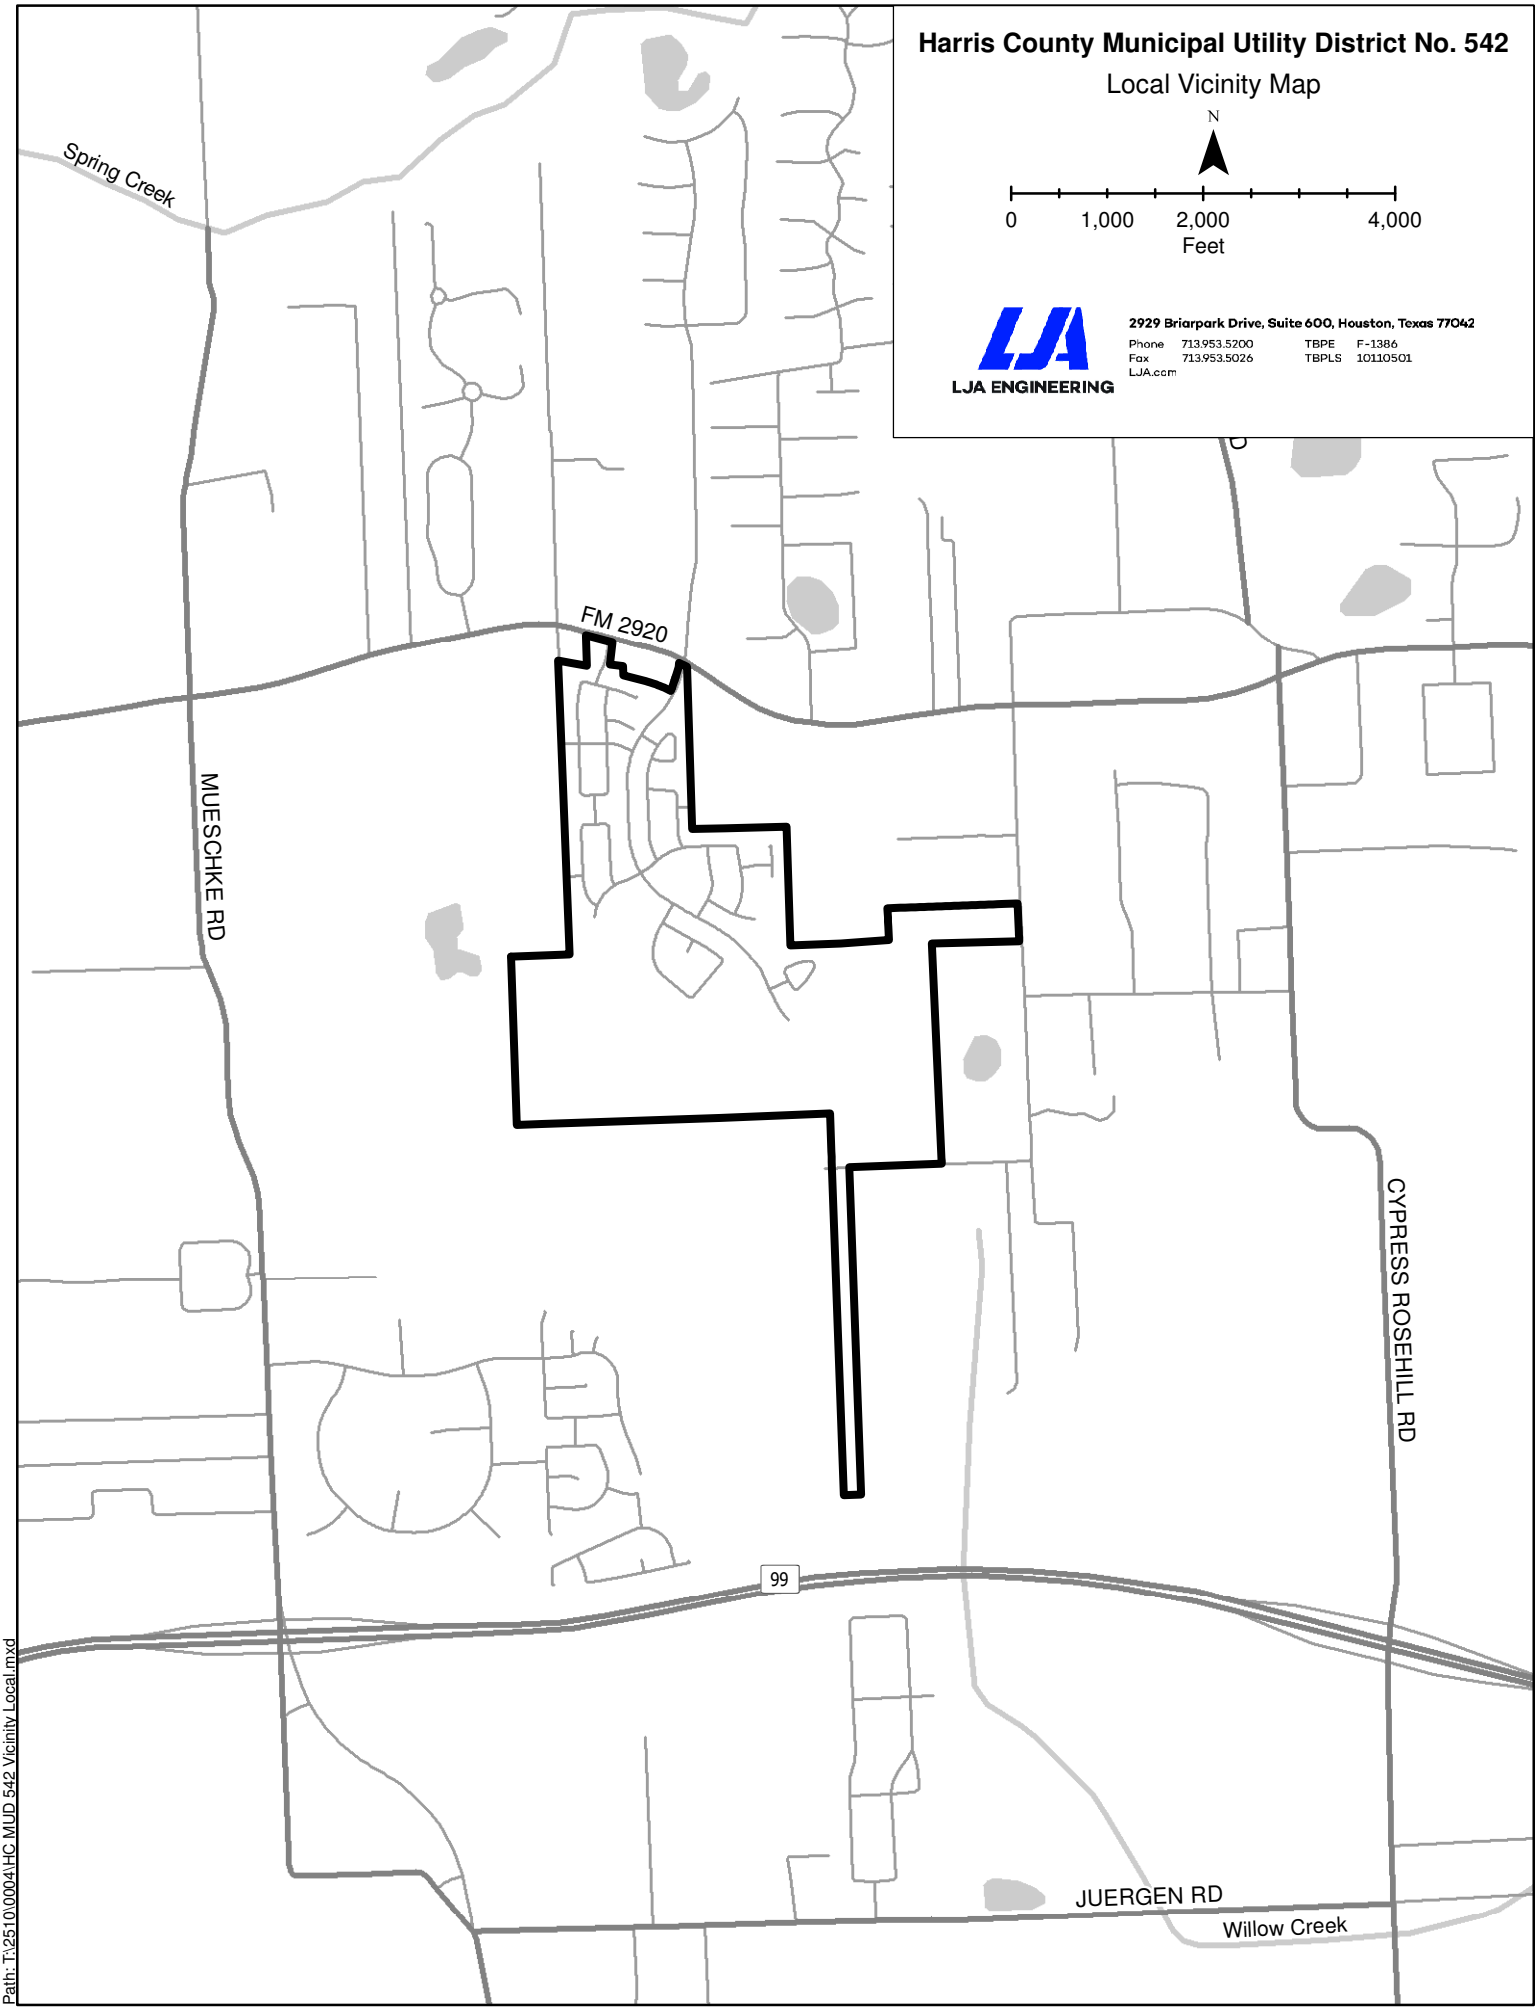 Harris County Municipal Utility District No. 542
Local Vicinity Map
N
0 1,000 2,000 4,000
Feet
LJA
LJA ENGINEERING
2929 Briarpark Drive, Suite 600, Houston, Texas 77042
Phone 713.953.5200 TBPE F-1386
Fax 713.953.5026 TBPLS 10110501
LJA.com
Spring Creek
D
FM 2920
MUESCHKE RD
CYPRESS ROSEHILL RD
99
JUERGEN RD
Willow Creek
Path: T:\2510\0004\HC MUD 542 Vicinity Local.mxd